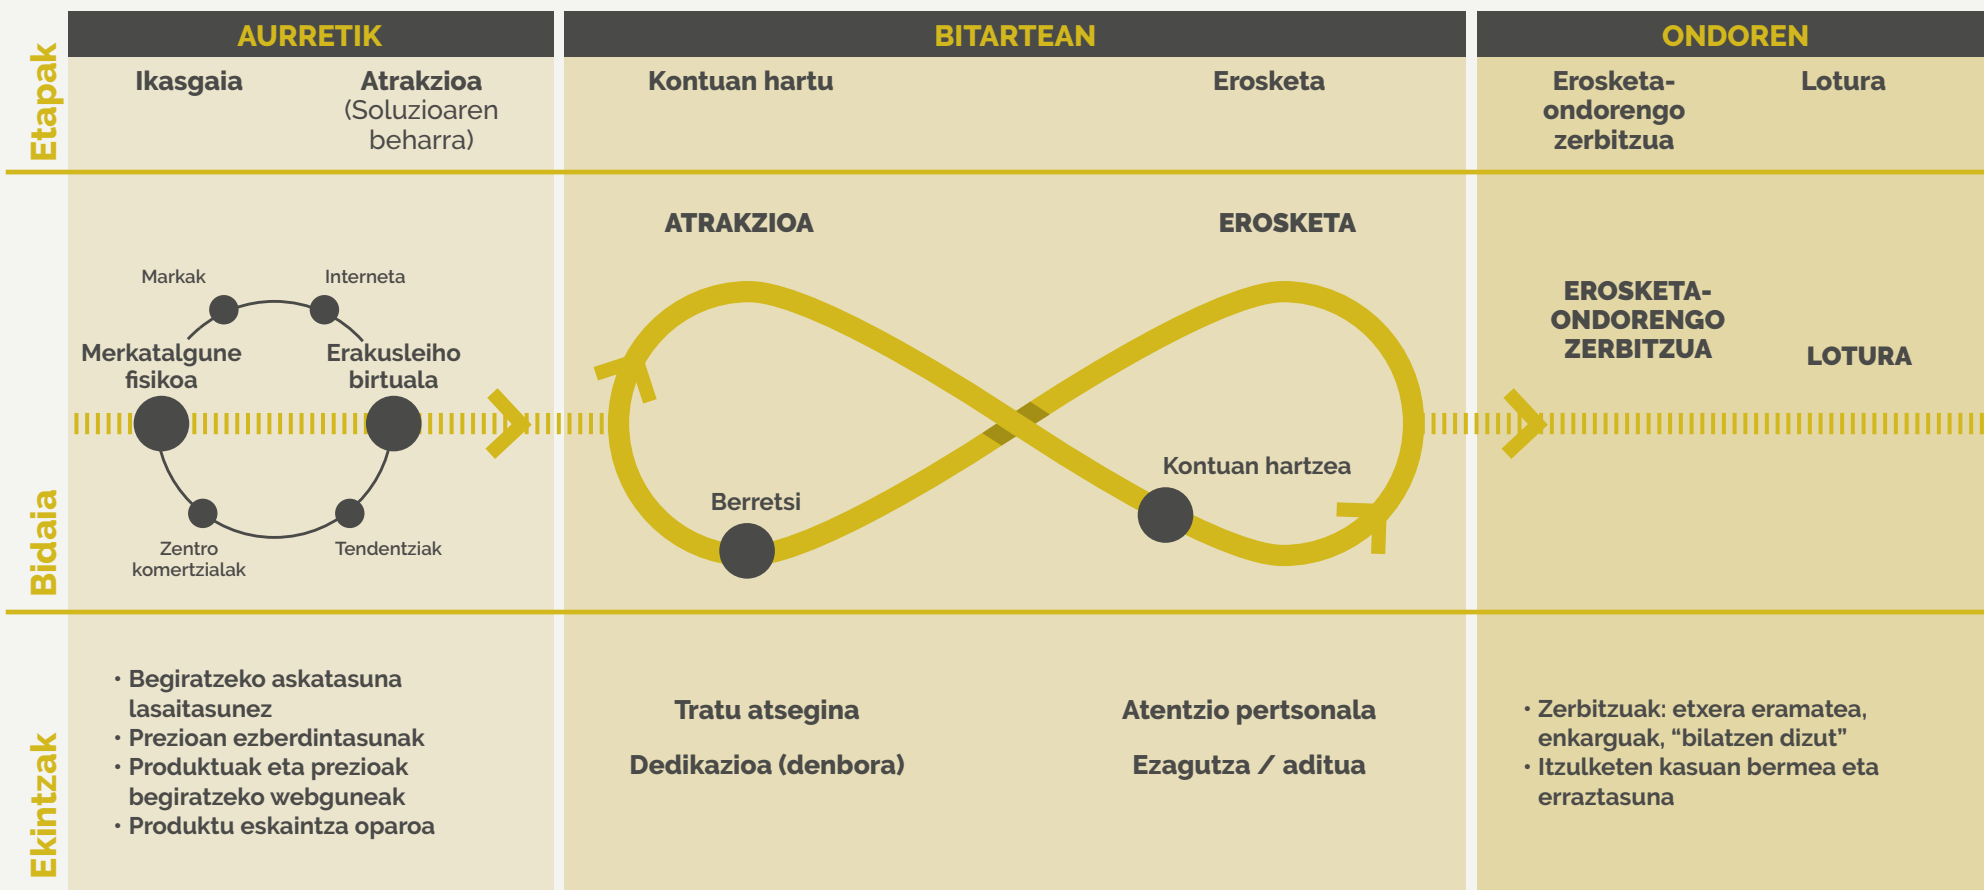 AURRETIK
BITARTEAN
ONDOREN
Etapak
Ikasgaia
Atrakzioa
(Soluzioaren
beharra)
Kontuan hartu
Erosketa
Erosketa-
ondorengo
zerbitzua
Lotura
Bidaia
Markak
Interneta
Merkatalgune
fisikoa
Erakusleiho
birtuala
Zentro
komertzialak
Tendentziak
ATRAKZIOA
EROSKETA
Berretsi
Kontuan hartzea
EROSKETA-
ONDORENGO
ZERBITZUA
LOTURA
Ekintzak
• Begiratzeko askatasuna
lasaitasunez
• Prezioan ezberdintasunak
• Produktuak eta prezioak
begiratzeko webguneak
• Produktu eskaintza oparoa
Tratu atsegina
Dedikazioa (denbora)
Atentzio pertsonala
Ezagutza / aditua
• Zerbitzuak: etxera eramatea,
enkarguak, “bilatzen dizut”
• Itzulketen kasuan bermea eta
erraztasuna